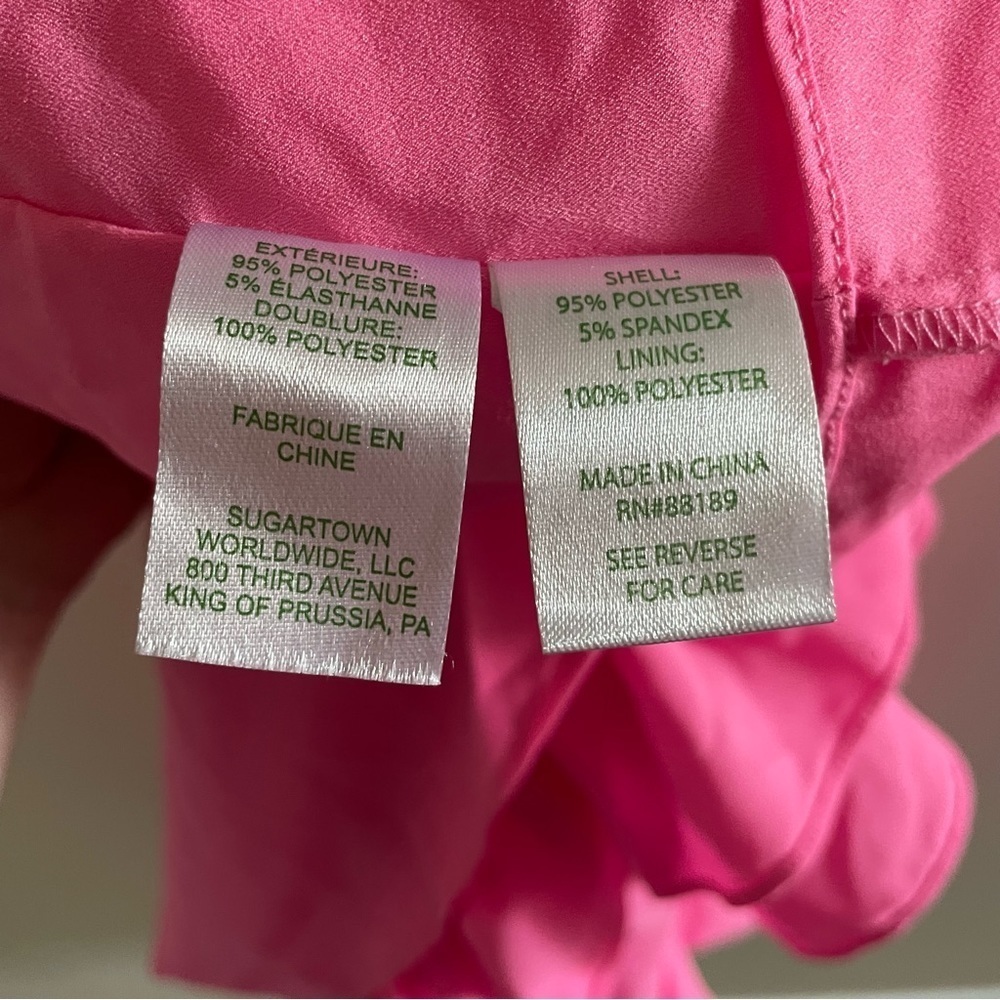 EXTÉRIEURE:
95% POLYESTER
5% ÉLASTHANNE
DOUBLURE:
100% POLYESTER
FABRIQUE EN
CHINE
SUGARTOWN
WORLDWIDE, LLC
800 THIRD AVENUE
KING OF PRUSSIA, PA
SHELL:
95% POLYESTER
5% SPANDEX
LINING:
100% POLYESTER
MADE IN CHINA
RN#88189
SEE REVERSE
FOR CARE